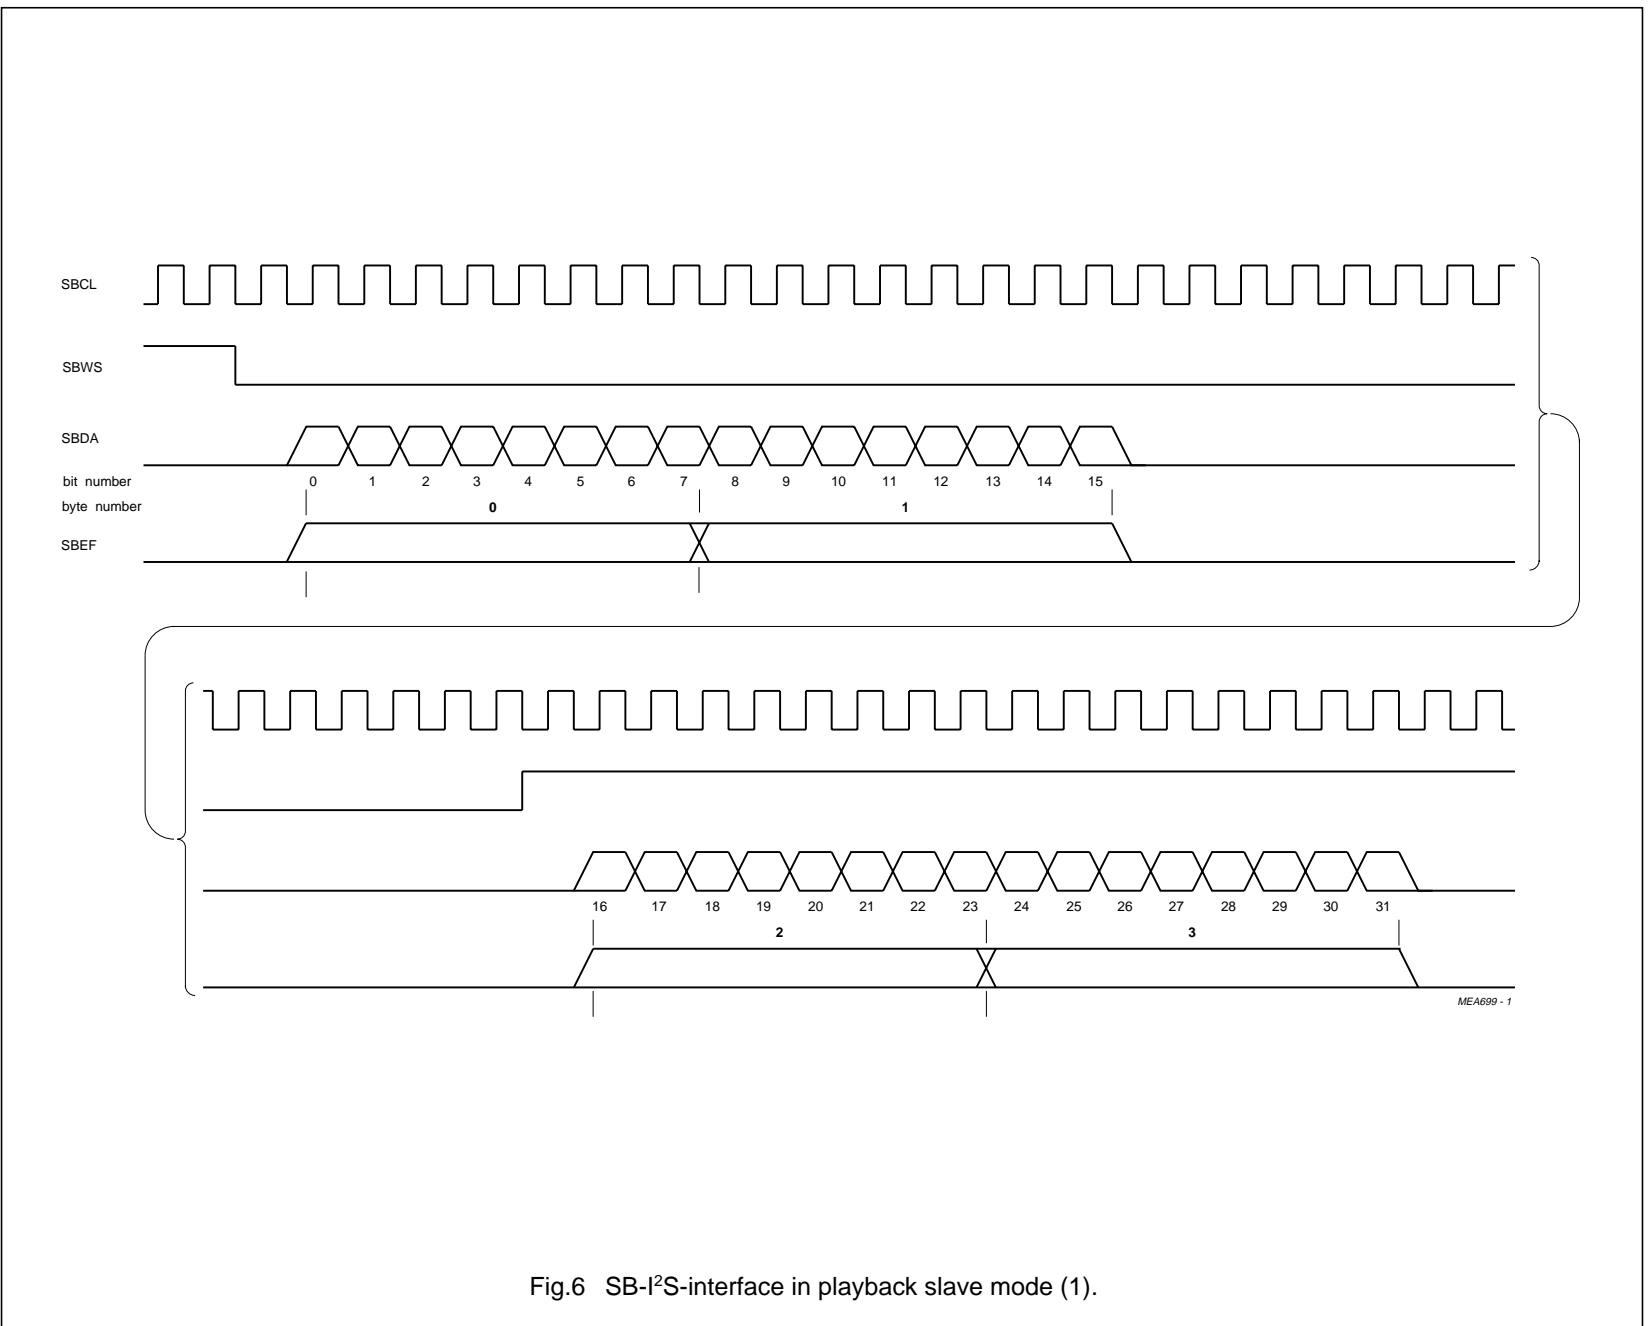 SBCL
SBWS
SBDA
bit number 0 1 2 3 4 5 6 7 8 9 10 11 12 13 14 15
byte number 0 1
SBEF
16 17 18 19 20 21 22 23 24 25 26 27 28 29 30 31
2 3
MEA699 - 1
Fig.6 SB-I²S-interface in playback slave mode (1).